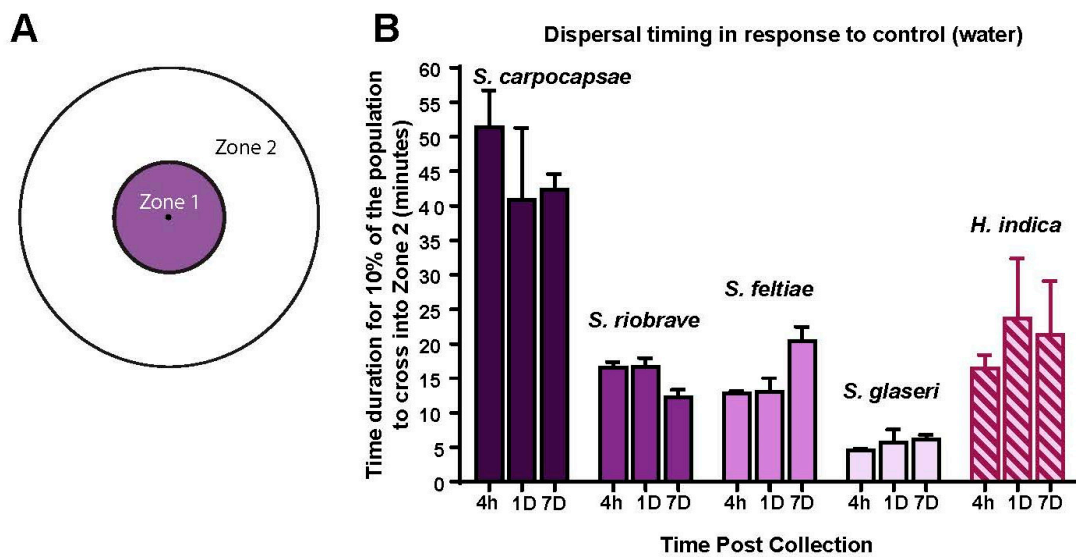 A
Zone 2
Zone 1
B
Dispersal timing in response to control (water)
Time duration for 10% of the population
to cross into Zone 2 (minutes)
60
55
50
45
40
35
30
25
20
15
10
5
0
S. carpocapsae
S. riobrave
S. feltiae
S. glaseri
H. indica
4h 1D 7D 4h 1D 7D 4h 1D 7D 4h 1D 7D 4h 1D 7D
Time Post Collection